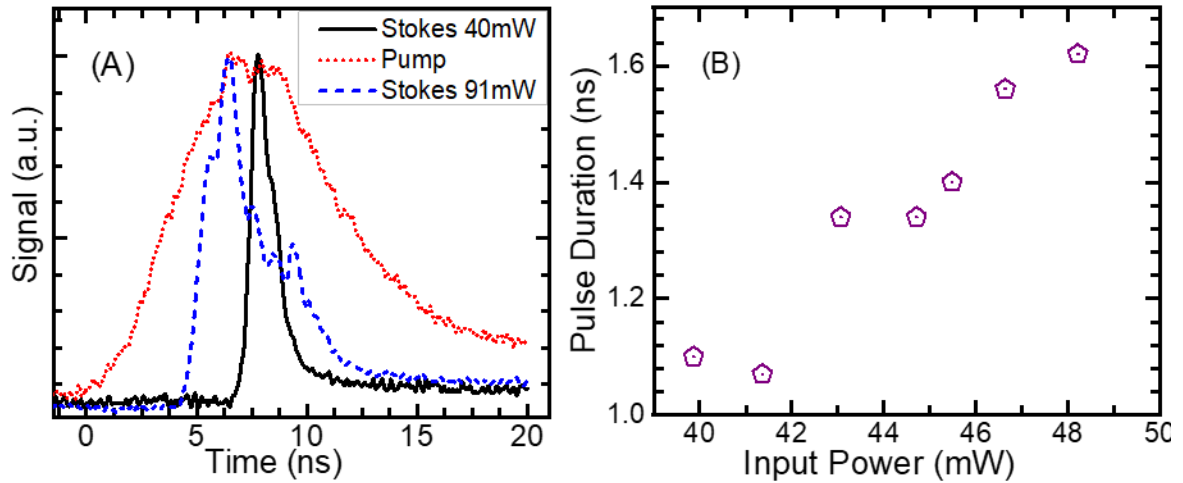 (A)
Stokes 40mW
Pump
Stokes 91mW
Signal (a.u.)
0 5 10 15 20
Time (ns)
(B)
Pulse Duration (ns)
1.6
1.4
1.2
1.0
40 42 44 46 48 50
Input Power (mW)